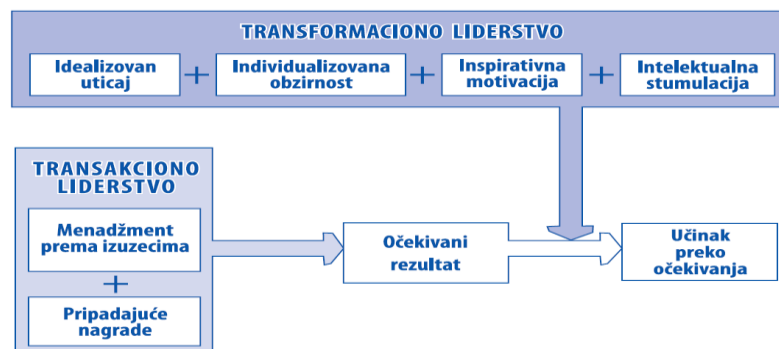 TRANSFORMACIONO LIDERSTVO
Idealizovan
uticaj
+
Individualizovana
obzirnost
+
Inspirativna
motivacija
+
Intelektualna
stumulacija
TRANSAKCIONO
LIDERSTVO
Menadžment
prema izuzecima
+
Pripadajuće
nagrade
Očekivani
rezultat
Učinak
preko
očekivanja